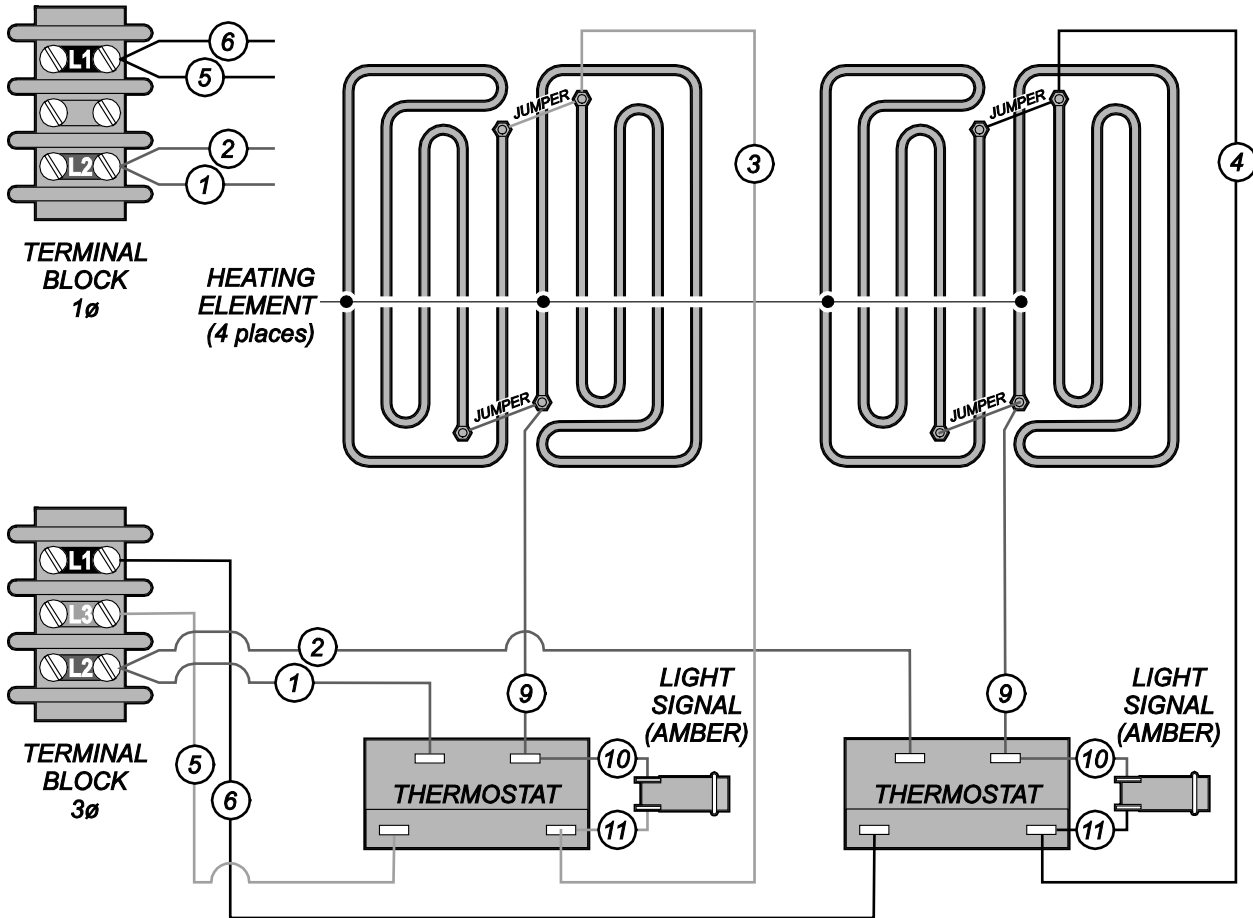 L1
6
5
L2
2
1
TERMINAL
BLOCK
1ø
HEATING
ELEMENT
(4 places)
JUMPER
JUMPER
3
JUMPER
JUMPER
4
L1
L3
L2
2
1
TERMINAL
BLOCK
3ø
5
6
9
LIGHT
SIGNAL
(AMBER)
10
THERMOSTAT
11
9
LIGHT
SIGNAL
(AMBER)
10
THERMOSTAT
11